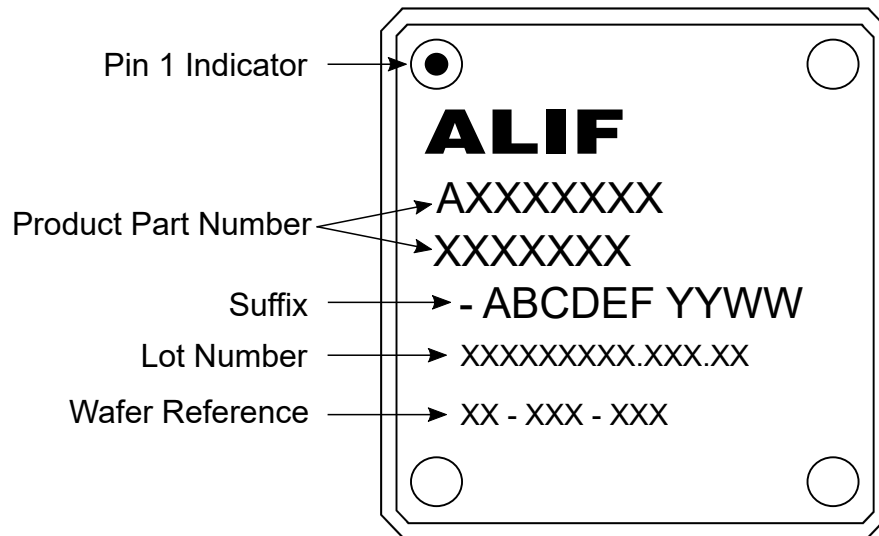 Pin 1 Indicator
ALIF
AXXXXXXX
Product Part Number
XXXXXXX
Suffix
- ABCDEF YYWW
Lot Number
XXXXXXXXX.XXX.XX
Wafer Reference
XX - XXX - XXX